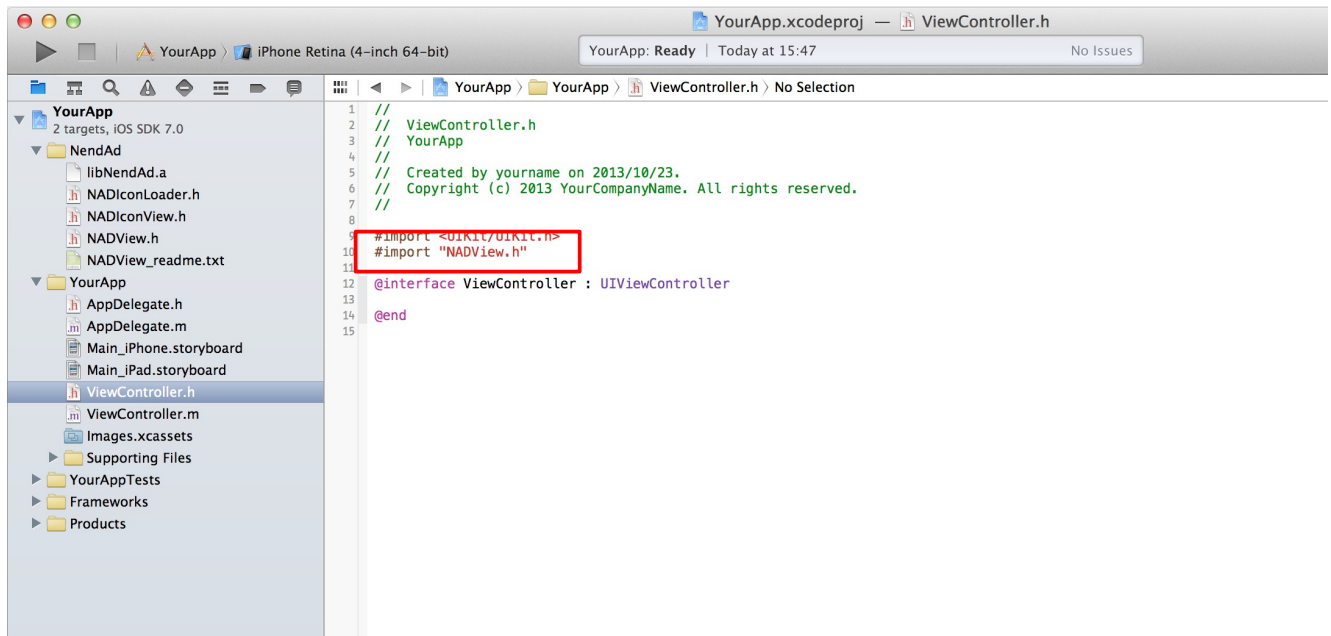 YourApp.xcodeproj — ViewController.h
YourApp iPhone Retina (4-inch 64-bit)
YourApp: Ready | Today at 15:47 No Issues
YourApp YourApp ViewController.h No Selection
YourApp
2 targets, iOS SDK 7.0
NendAd
libNendAd.a
NADIconLoader.h
NADIconView.h
NADView.h
NADView_readme.txt
YourApp
AppDelegate.h
AppDelegate.m
Main_iPhone.storyboard
Main_iPad.storyboard
ViewController.h
ViewController.m
Images.xcassets
Supporting Files
YourAppTests
Frameworks
Products
1 //
2 // ViewController.h
3 // YourApp
4 //
5 // Created by yourname on 2013/10/23.
6 // Copyright (c) 2013 YourCompanyName. All rights reserved.
7 //
8
9 #import <UIKit/UIKit.h>
10 #import "NADView.h"
11
12 @interface ViewController : UIViewController
13
14 @end
15